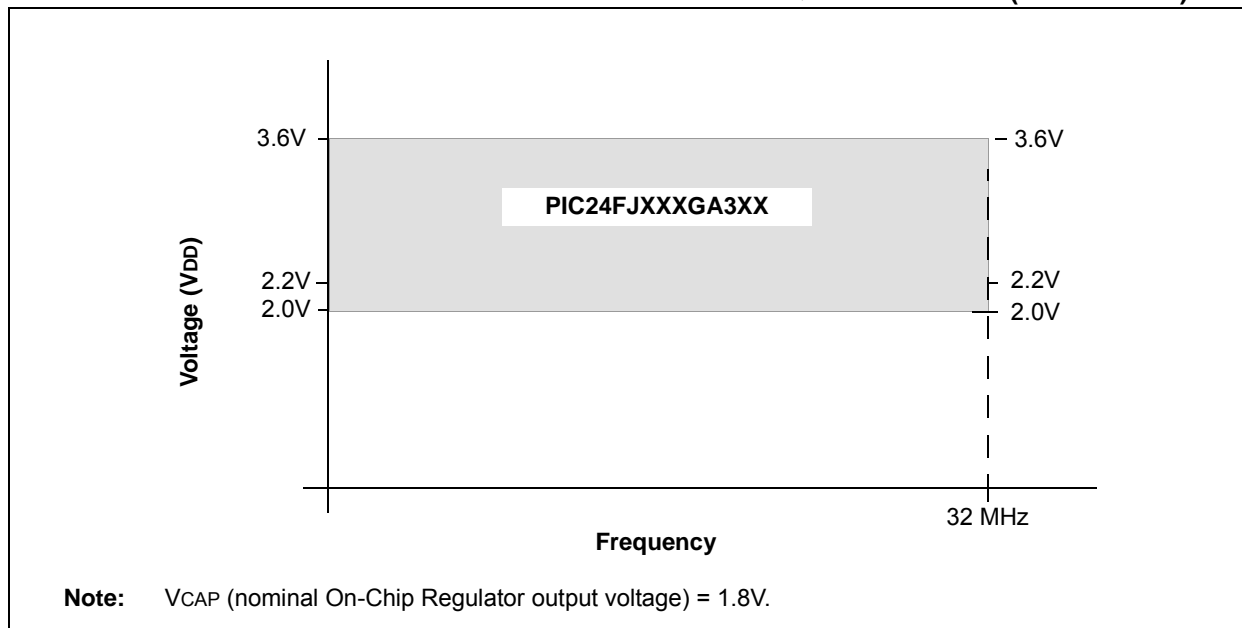 3.6V
3.6V
PIC24FJXXXGA3XX
Voltage (VDD)
2.2V
2.2V
2.0V
2.0V
32 MHz
Frequency
Note: VCAP (nominal On-Chip Regulator output voltage) = 1.8V.